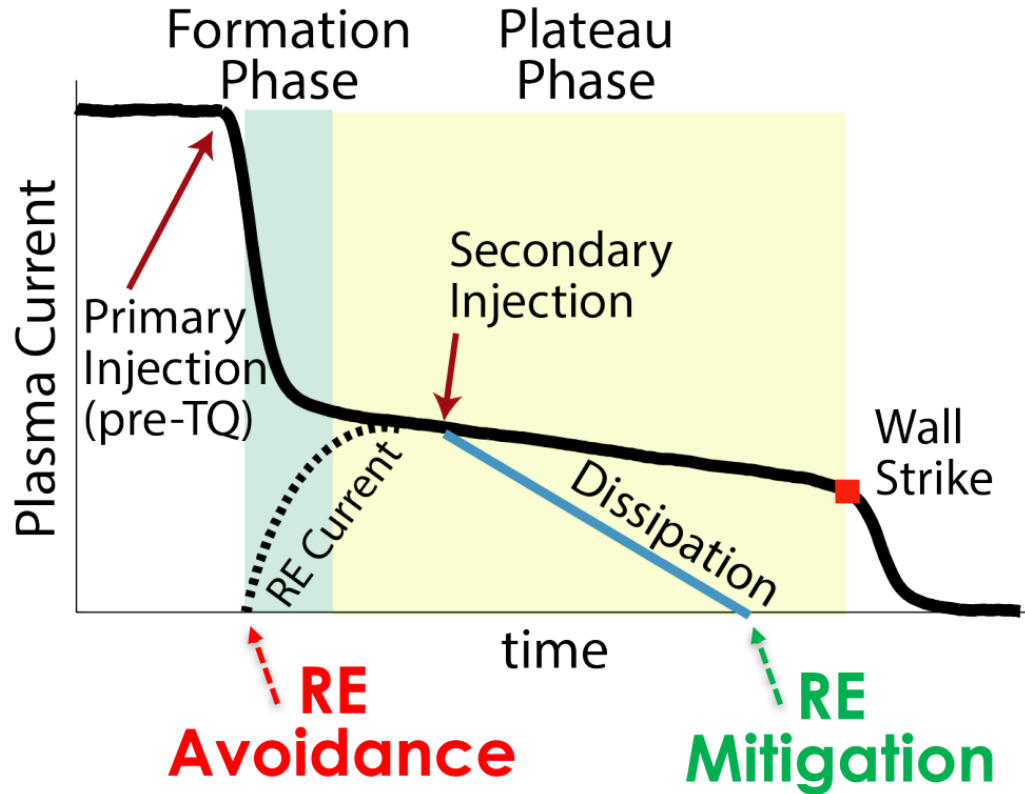 Formation
Phase
Plateau
Phase
Plasma Current
Primary
Injection
(pre-TQ)
Secondary
Injection
RE Current
Dissipation
Wall
Strike
time
RE
Avoidance
RE
Mitigation